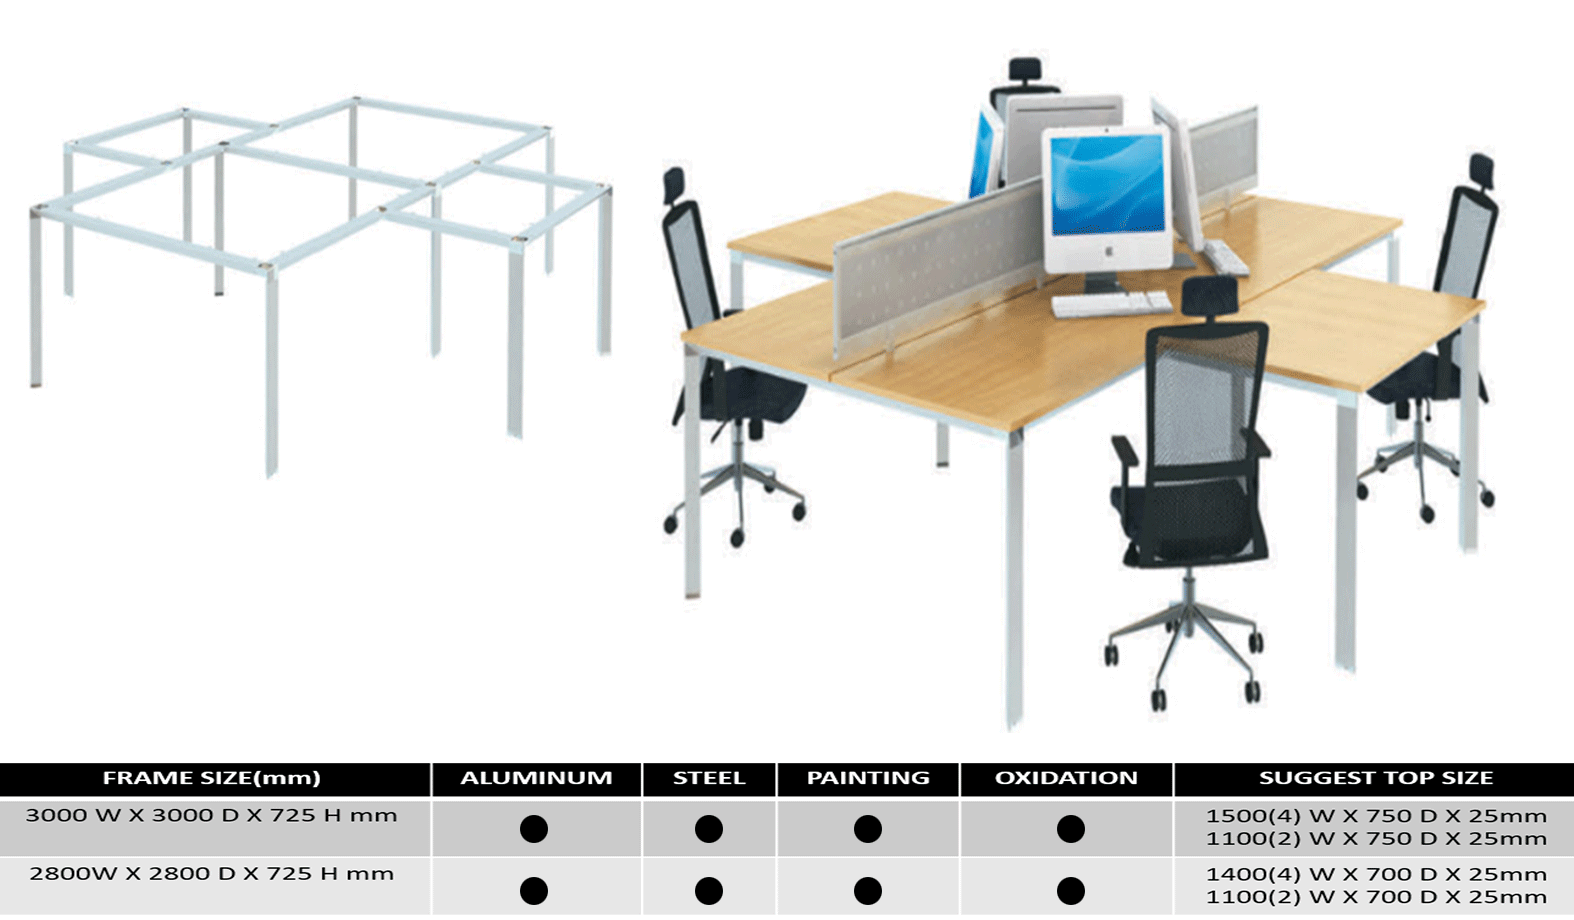 FRAME SIZE(mm) ALUMINUM STEEL PAINTING OXIDATION SUGGEST TOP SIZE
3000 W X 3000 D X 725 H mm ● ● ● ● 1500(4) W X 750 D X 25mm
1100(2) W X 750 D X 25mm
2800W X 2800 D X 725 H mm ● ● ● ● 1400(4) W X 700 D X 25mm
1100(2) W X 700 D X 25mm